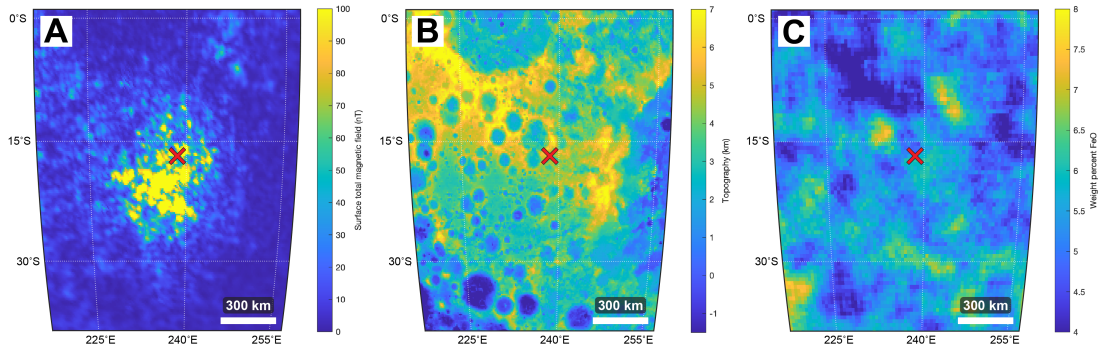 A
0°S
15°S
30°S
225°E
240°E
255°E
300 km
100
90
80
70
60
50
40
30
20
10
0
Surface total magnetic field (nT)
B
0°S
15°S
30°S
225°E
240°E
255°E
300 km
7
6
5
4
3
2
1
0
-1
Topography (km)
C
0°S
15°S
30°S
225°E
240°E
255°E
300 km
8
7.5
7
6.5
6
5.5
5
4.5
4
Weight percent FeO